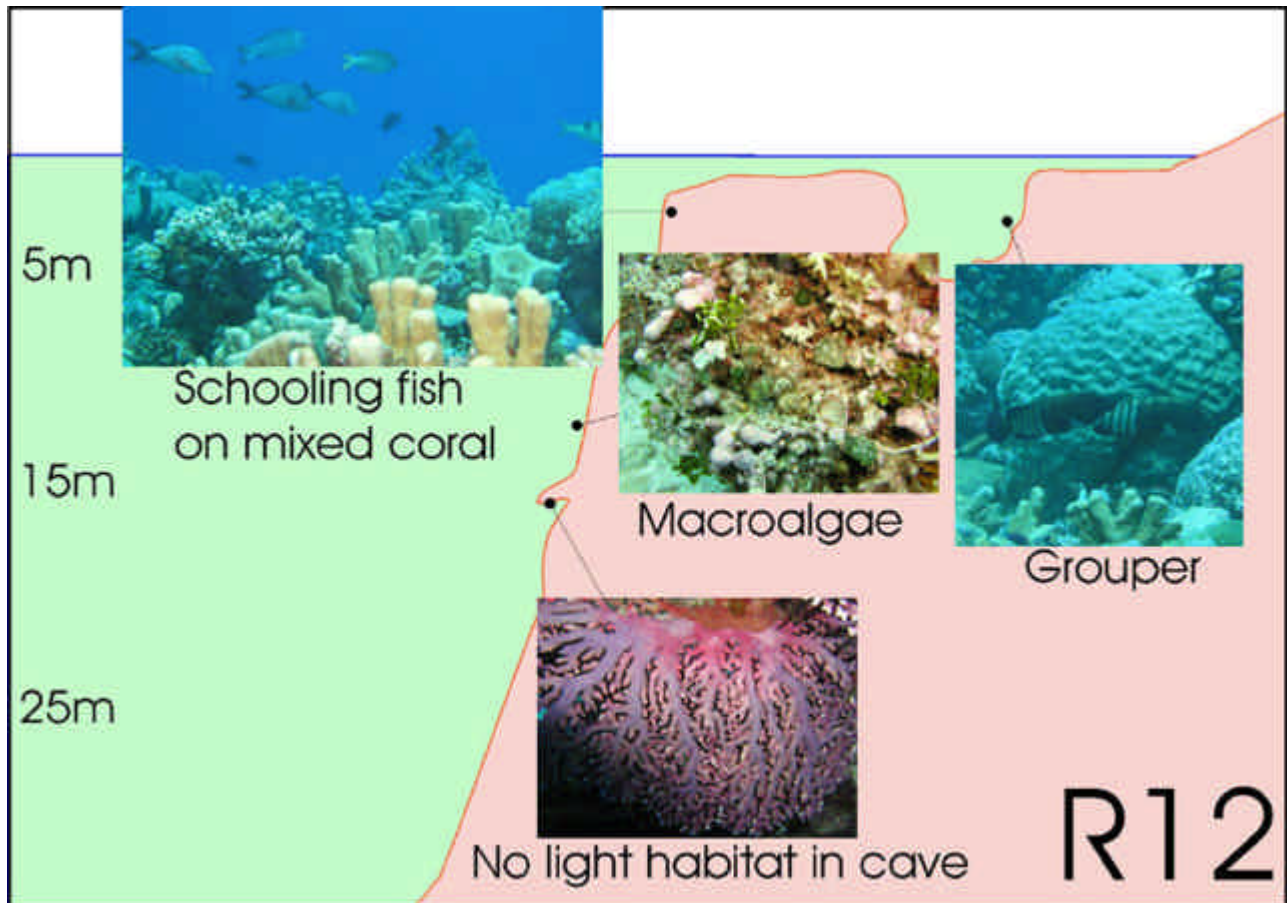 5m
Schooling fish
on mixed coral
15m
Macroalgae
Grouper
25m
No light habitat in cave
R12